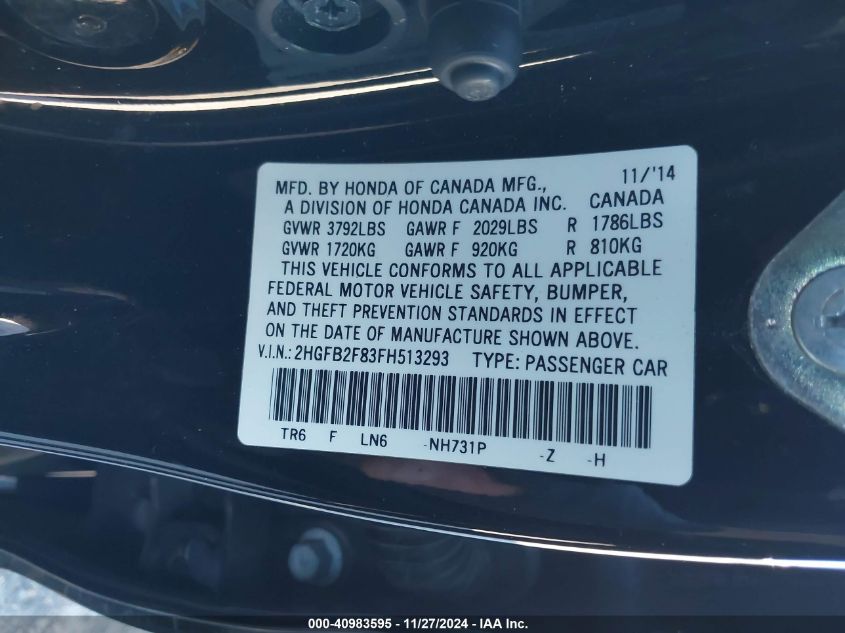 11/'14
MFD. BY HONDA OF CANADA MFG.,
A DIVISION OF HONDA CANADA INC. CANADA
GVWR 3792LBS GAWR F 2029LBS R 1786LBS
GVWR 1720KG GAWR F 920KG R 810KG
THIS VEHICLE CONFORMS TO ALL APPLICABLE
FEDERAL MOTOR VEHICLE SAFETY, BUMPER,
AND THEFT PREVENTION STANDARDS IN EFFECT
ON THE DATE OF MANUFACTURE SHOWN ABOVE.
V.I.N.: 2HGFB2F83FH513293 TYPE: PASSENGER CAR
TR6 F LN6 -NH731P -Z -H
000-40983595 - 11/27/2024 - IAA Inc.